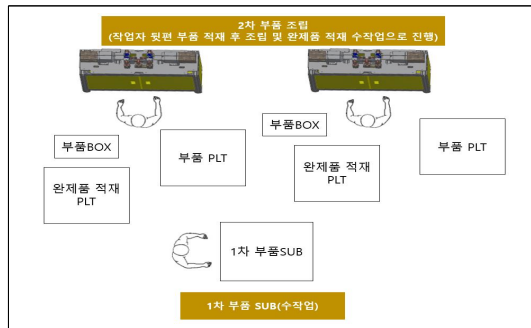 2차 부품 조립
(작업자 뒷편 부품 적재 후 조립 및 완제품 적재 수작업으로 진행)
부품BOX
부품 PLT
완제품 적재
PLT
부품BOX
부품 PLT
완제품 적재
PLT
1차 부품SUB
1차 부품 SUB(수작업)